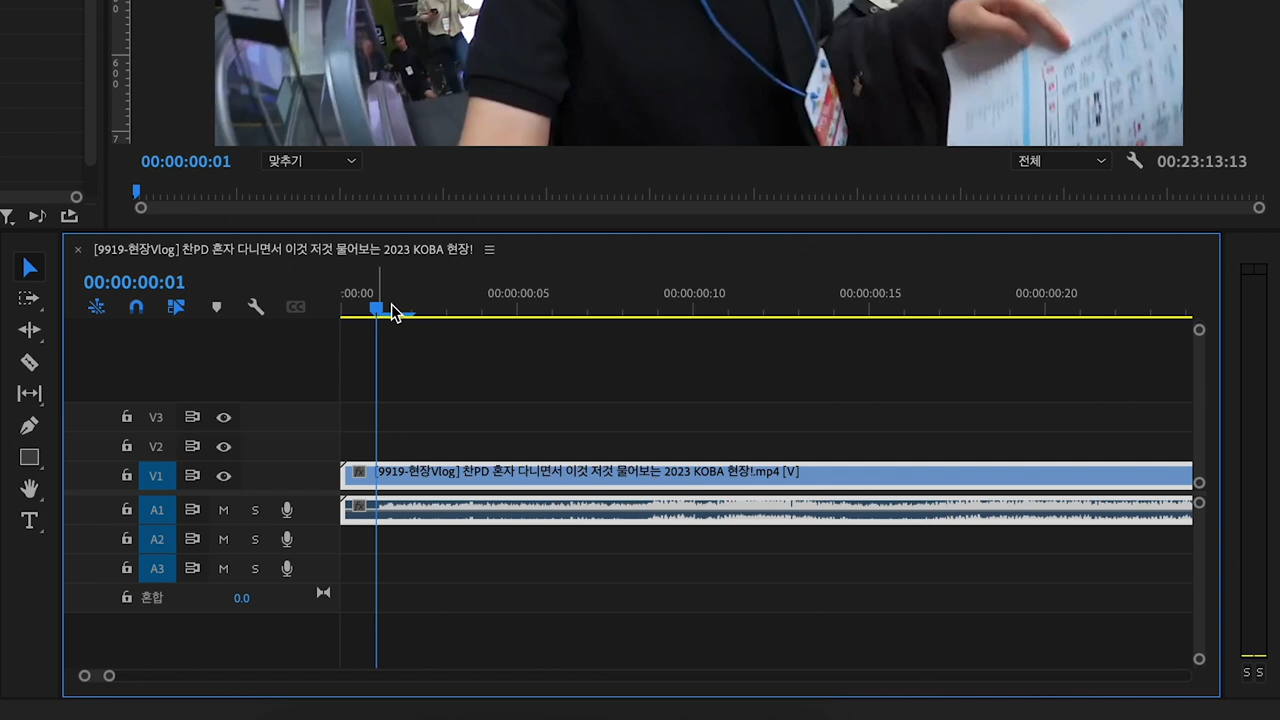 600
7
00:00:00:01
맞추기
전체
00:23:13:13
× [9919-현장Vlog] 찬PD 혼자 다니면서 이것 저것 물어보는 2023 KOBA 현장!
00:00:00:01
:00:00
00:00:00:05
00:00:00:10
00:00:00:15
00:00:00:20
CC
V3
V2
V1
fx [9919-현장Vlog] 찬PD 혼자 다니면서 이것 저것 물어보는 2023 KOBA 현장!.mp4 [V]
A1 M S
fx
A2 M S
A3 M S
혼합 0.0
T
S S